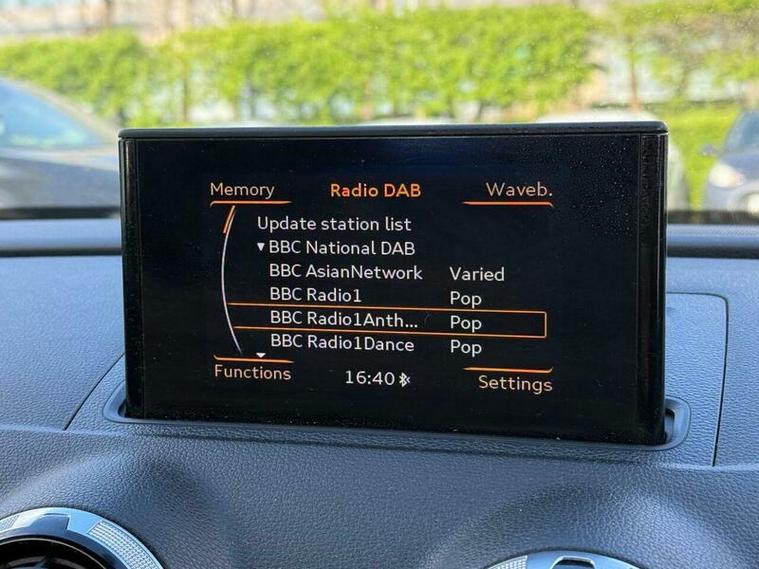 Memory Radio DAB Waveb.
Update station list
▼ BBC National DAB
BBC AsianNetwork Varied
BBC Radio1 Pop
BBC Radio1Anth... Pop
BBC Radio1Dance Pop
Functions 16:40 Settings